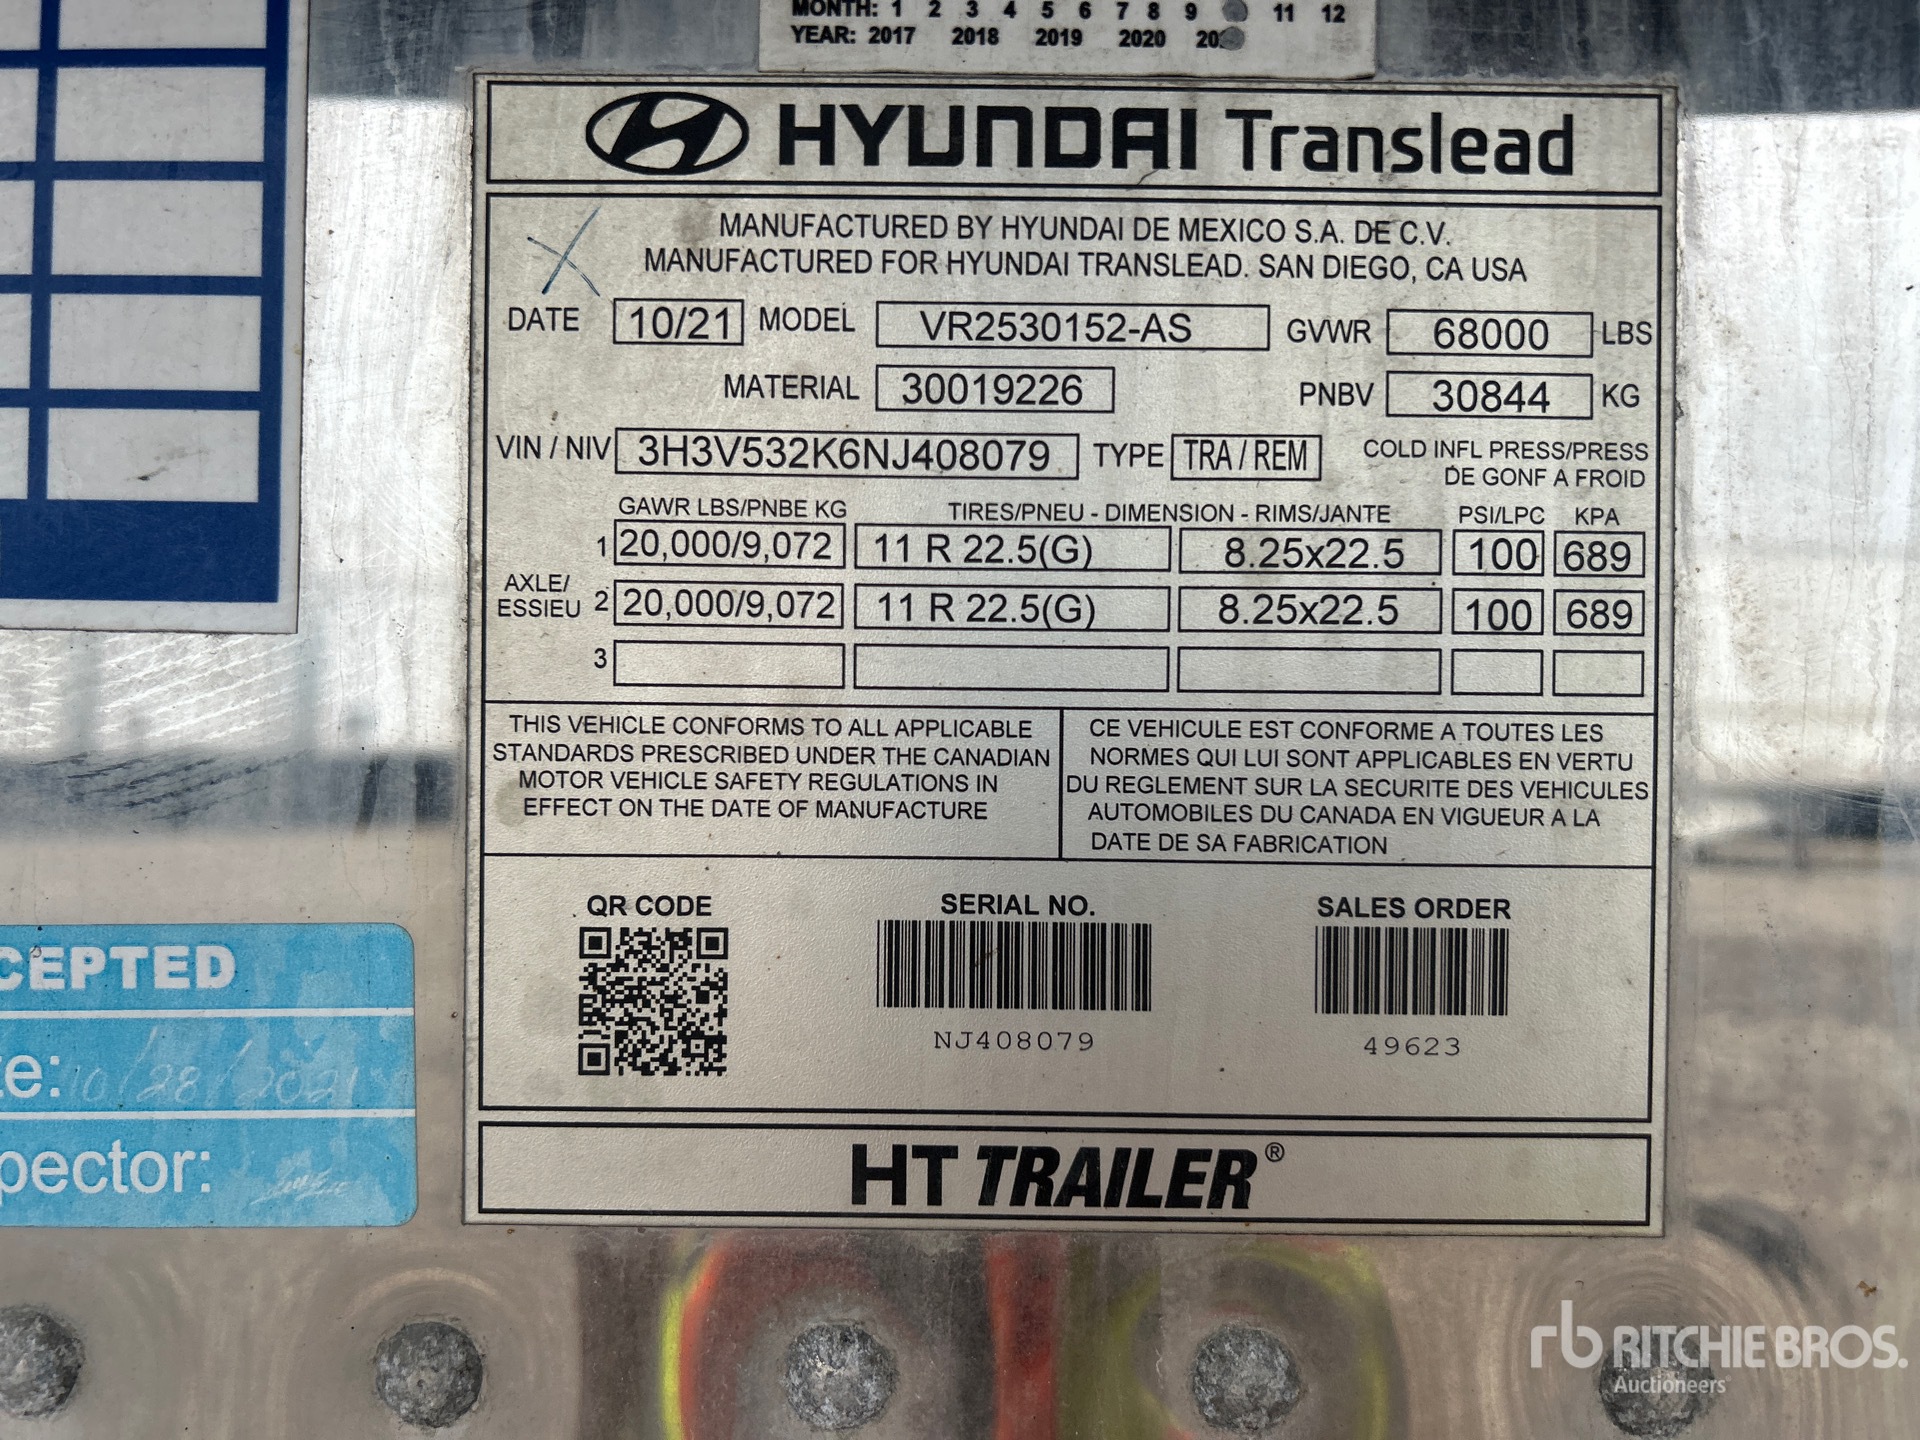 MONTH: 1 2 3 4 5 6 7 8 9 11 12
YEAR: 2017 2018 2019 2020
HYUNDAI Translead
MANUFACTURED BY HYUNDAI DE MEXICO S.A. DE C.V.
MANUFACTURED FOR HYUNDAI TRANSLEAD. SAN DIEGO, CA USA
DATE 10/21 MODEL VR2530152-AS GVWR 68000 LBS
MATERIAL 30019226 PNBV 30844 KG
VIN / NIV 3H3V532K6NJ408079 TYPE TRA / REM COLD INFL PRESS/PRESS
DE GONF A FROID
GAWR LBS/PNBE KG TIRES/PNEU - DIMENSION - RIMS/JANTE PSI/LPC KPA
1 20,000/9,072 11 R 22.5(G) 8.25x22.5 100 689
AXLE/
ESSIEU 2 20,000/9,072 11 R 22.5(G) 8.25x22.5 100 689
3
THIS VEHICLE CONFORMS TO ALL APPLICABLE
STANDARDS PRESCRIBED UNDER THE CANADIAN
MOTOR VEHICLE SAFETY REGULATIONS IN
EFFECT ON THE DATE OF MANUFACTURE
CE VEHICULE EST CONFORME A TOUTES LES
NORMES QUI LUI SONT APPLICABLES EN VERTU
DU REGLEMENT SUR LA SECURITE DES VEHICULES
AUTOMOBILES DU CANADA EN VIGUEUR A LA
DATE DE SA FABRICATION
QR CODE SERIAL NO. SALES ORDER
NJ408079 49623
HT TRAILER®
CEPTED
te: 10/28/2021
pector:
rb RITCHIE BROS.
Auctioneers